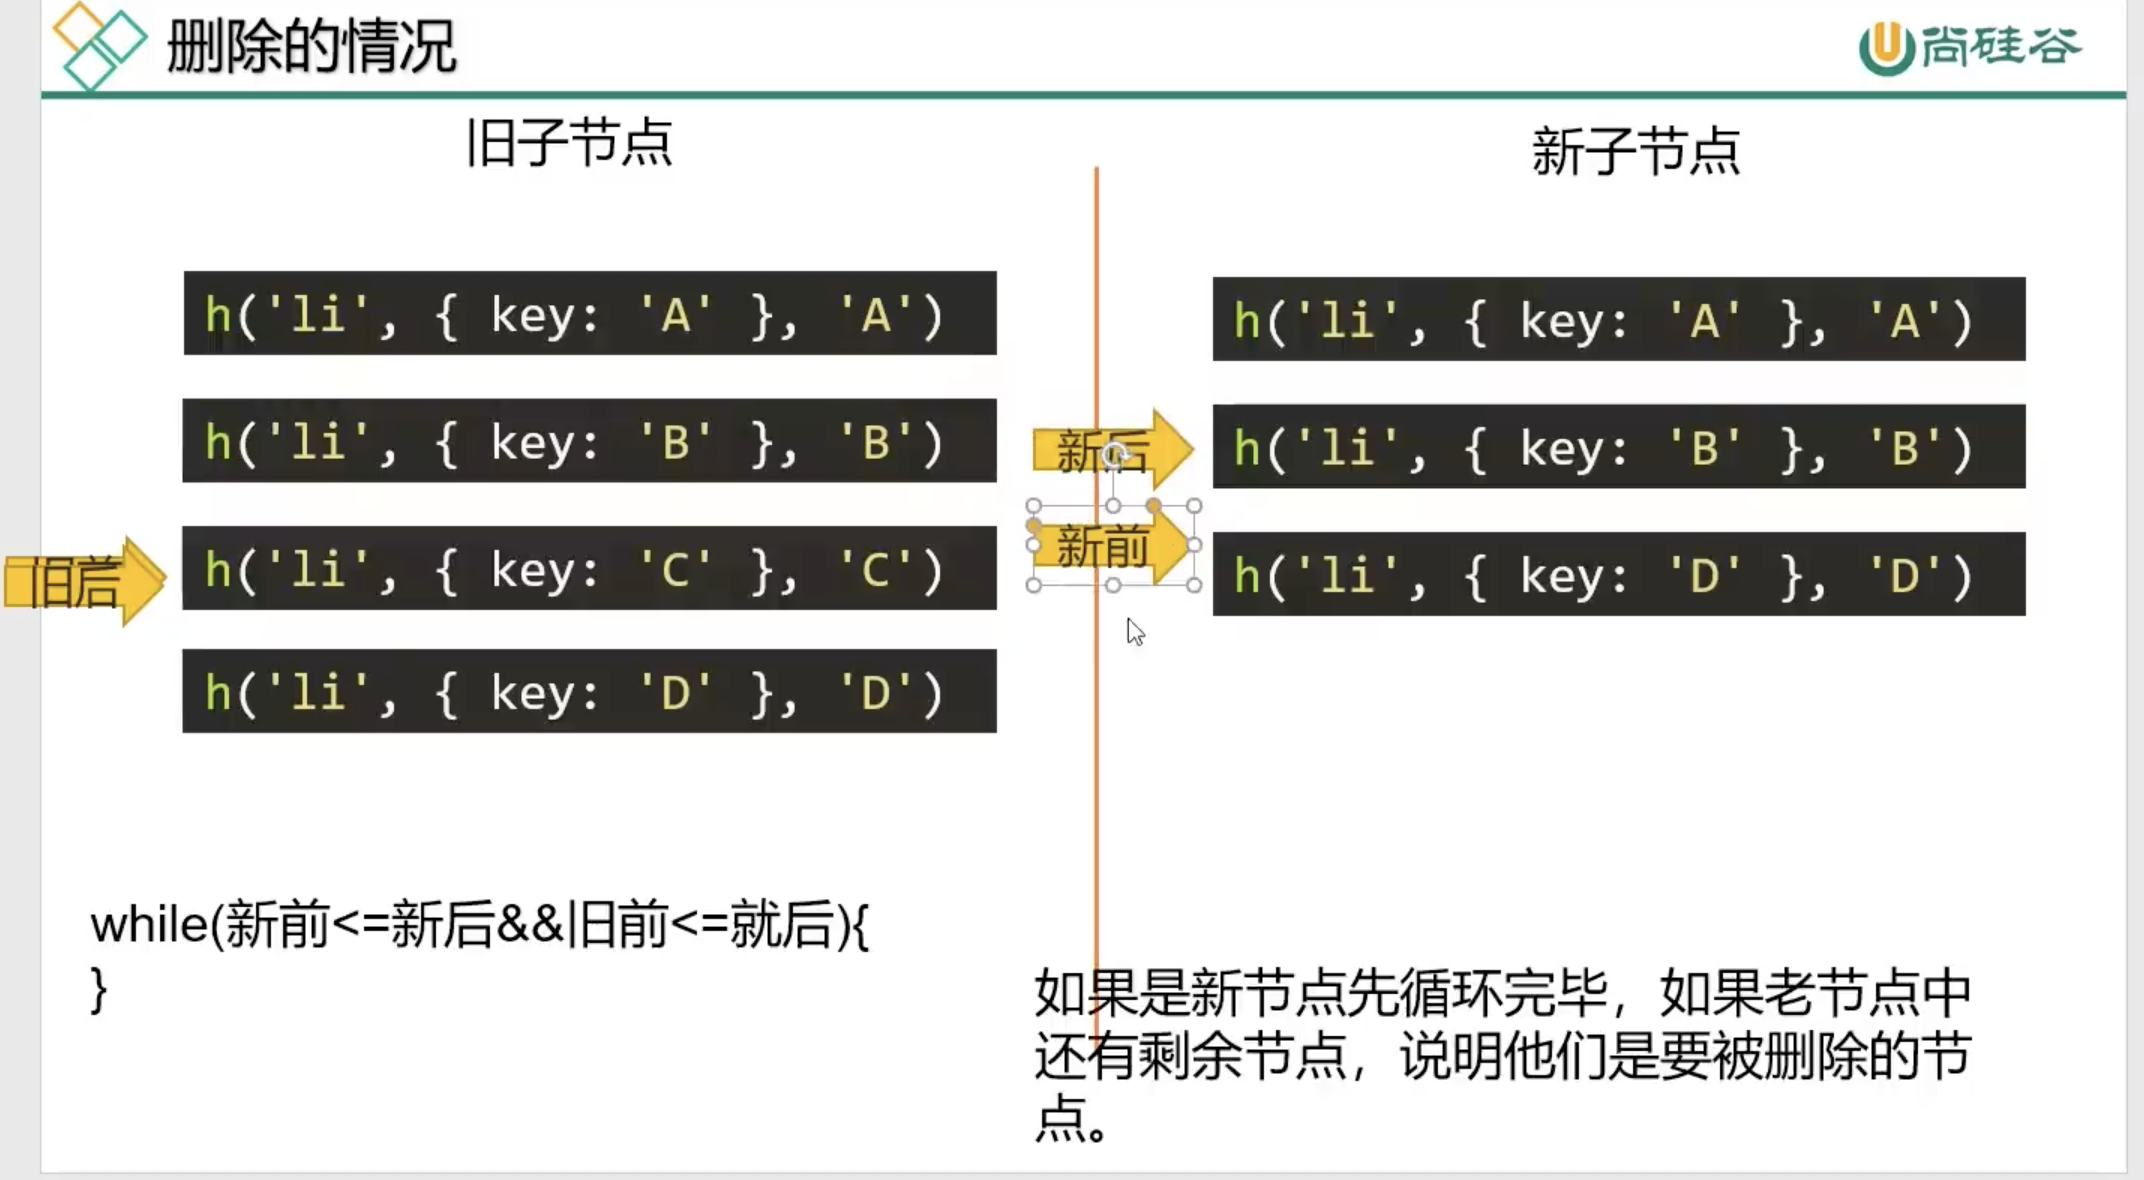 删除的情况
尚硅谷
旧子节点
新子节点
h('li', { key: 'A' }, 'A')
h('li', { key: 'B' }, 'B')
旧后
h('li', { key: 'C' }, 'C')
h('li', { key: 'D' }, 'D')
h('li', { key: 'A' }, 'A')
新后
h('li', { key: 'B' }, 'B')
新前
h('li', { key: 'D' }, 'D')
while(新前<=新后&&旧前<=就后){
}
如果是新节点先循环完毕，如果老节点中
还有剩余节点，说明他们是要被删除的节
点。